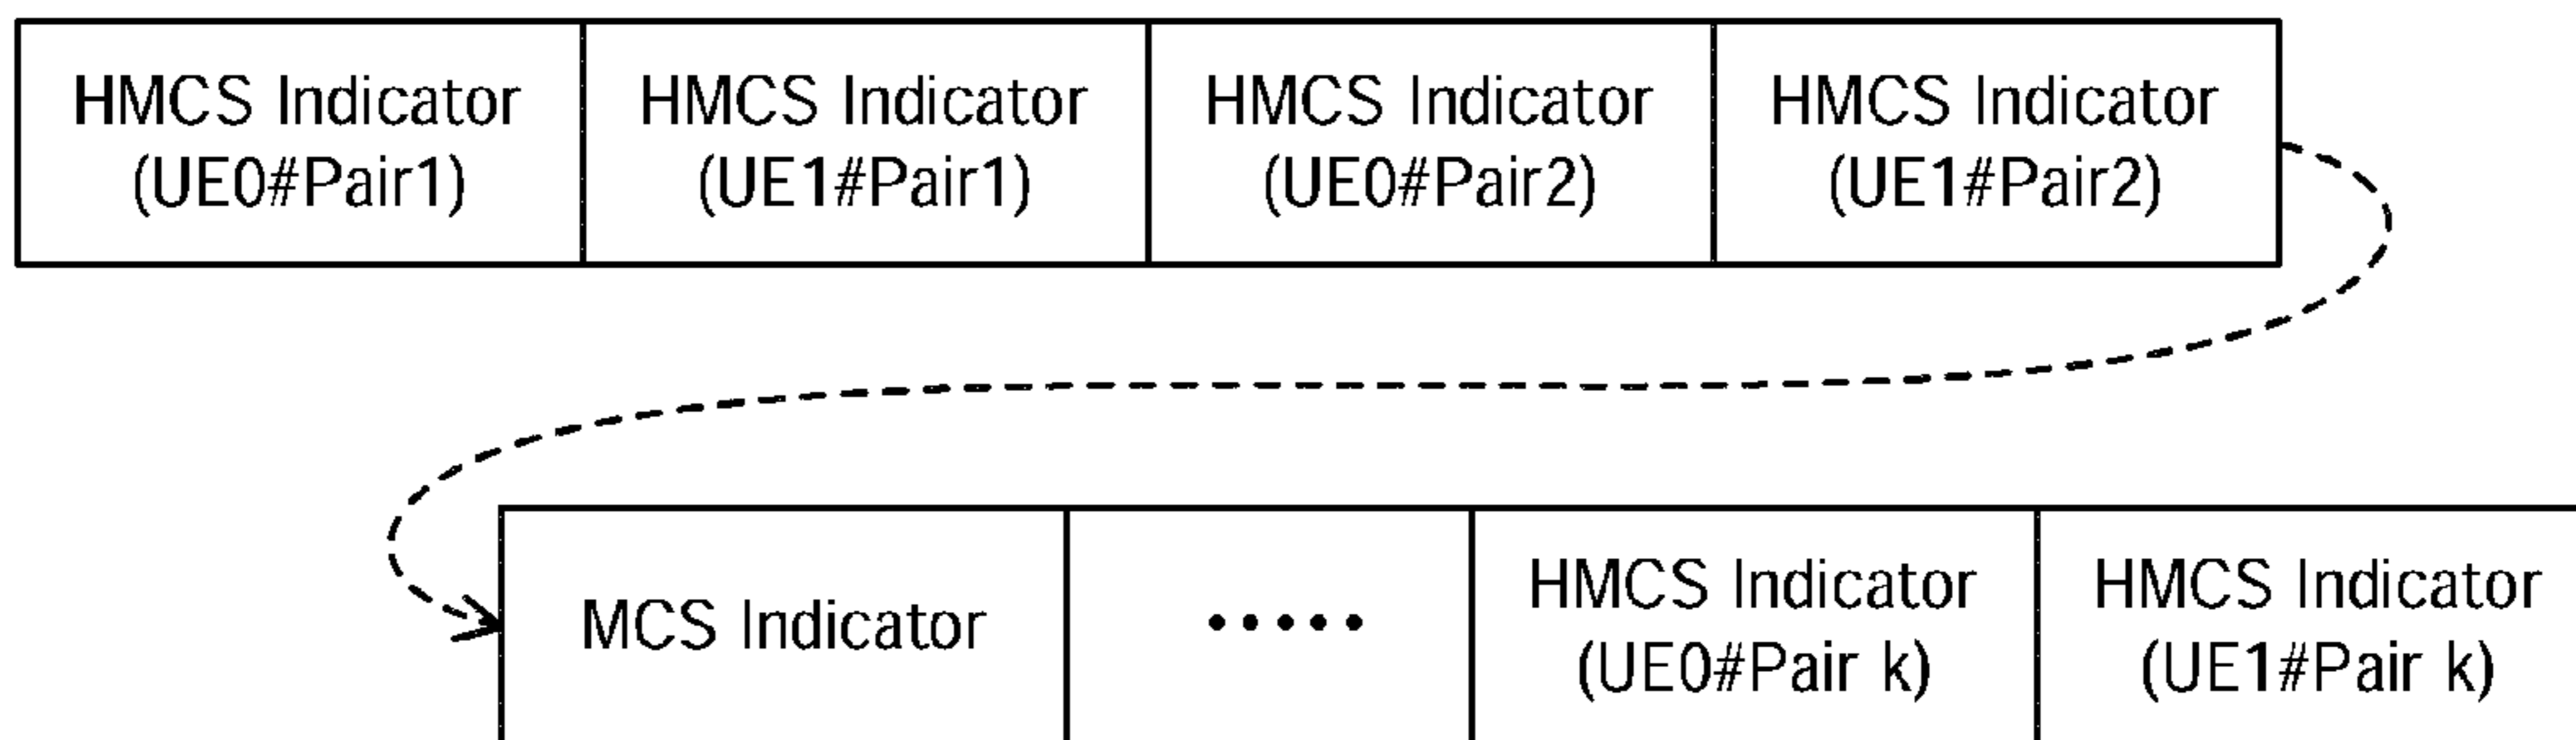 HMCS Indicator
(UE0#Pair1)
HMCS Indicator
(UE1#Pair1)
HMCS Indicator
(UE0#Pair2)
HMCS Indicator
(UE1#Pair2)
MCS Indicator
•••••
HMCS Indicator
(UE0#Pair k)
HMCS Indicator
(UE1#Pair k)